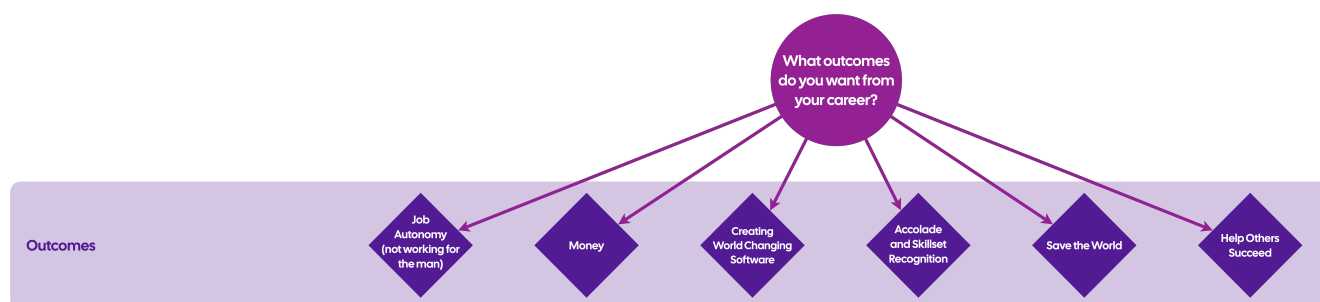 What outcomes
do you want from
your career?
Outcomes
Job
Autonomy
(not working for
the man)
Money
Creating
World Changing
Software
Accolade
and Skillset
Recognition
Save the World
Help Others
Succeed